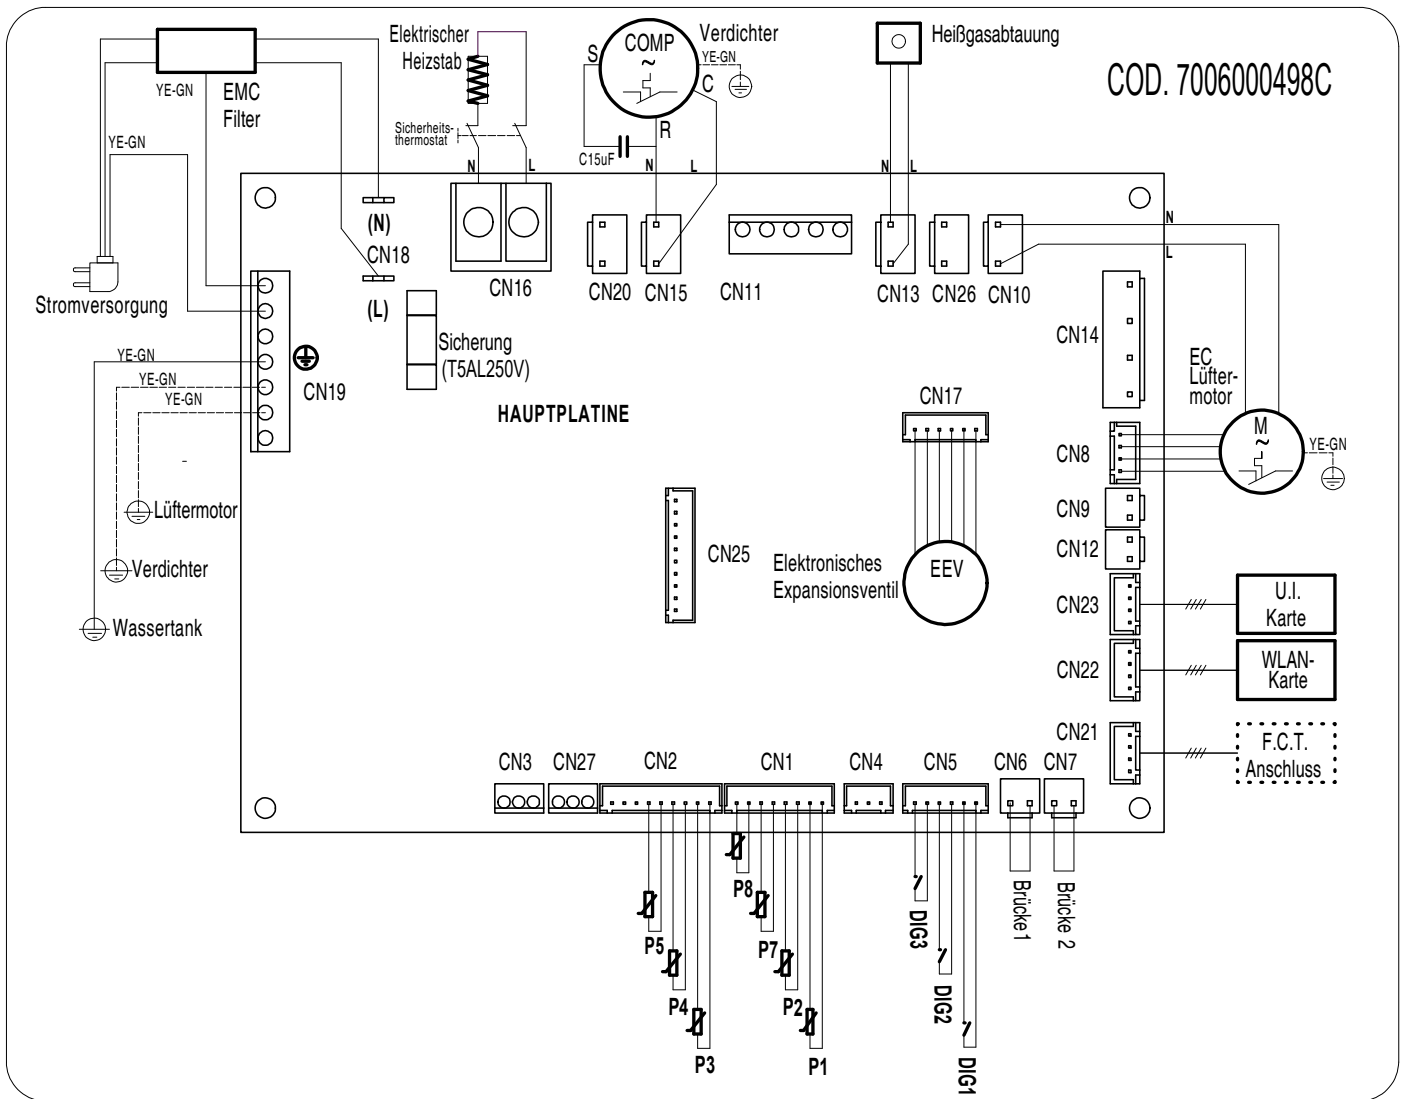 Elektrischer
Heizstab
COMP
~
S
C
R
Verdichter
YE-GN
Heißgasabtauung
COD. 7006000498C
EMC
Filter
YE-GN
YE-GN
Sicherheits-
thermostat
C15uF
N
L
N
L
N
L
N
L
(N)
CN18
(L)
CN16
CN20
CN15
CN11
CN13
CN26
CN10
Stromversorgung
CN14
Sicherung
(T5AL250V)
EC
Lüfter-
motor
YE-GN
YE-GN
YE-GN
CN19
HAUPTPLATINE
CN17
M
~
YE-GN
CN8
CN9
CN12
Lüftermotor
Verdichter
Wassertank
CN25
Elektronisches
Expansionsventil
EEV
CN23
U.I.
Karte
CN22
WLAN-
Karte
CN21
F.C.T.
Anschluss
CN3
CN27
CN2
CN1
CN4
CN5
CN6
CN7
P8
P5
P7
P4
P2
P3
P1
DIG3
DIG2
DIG1
Brücke1
Brücke 2